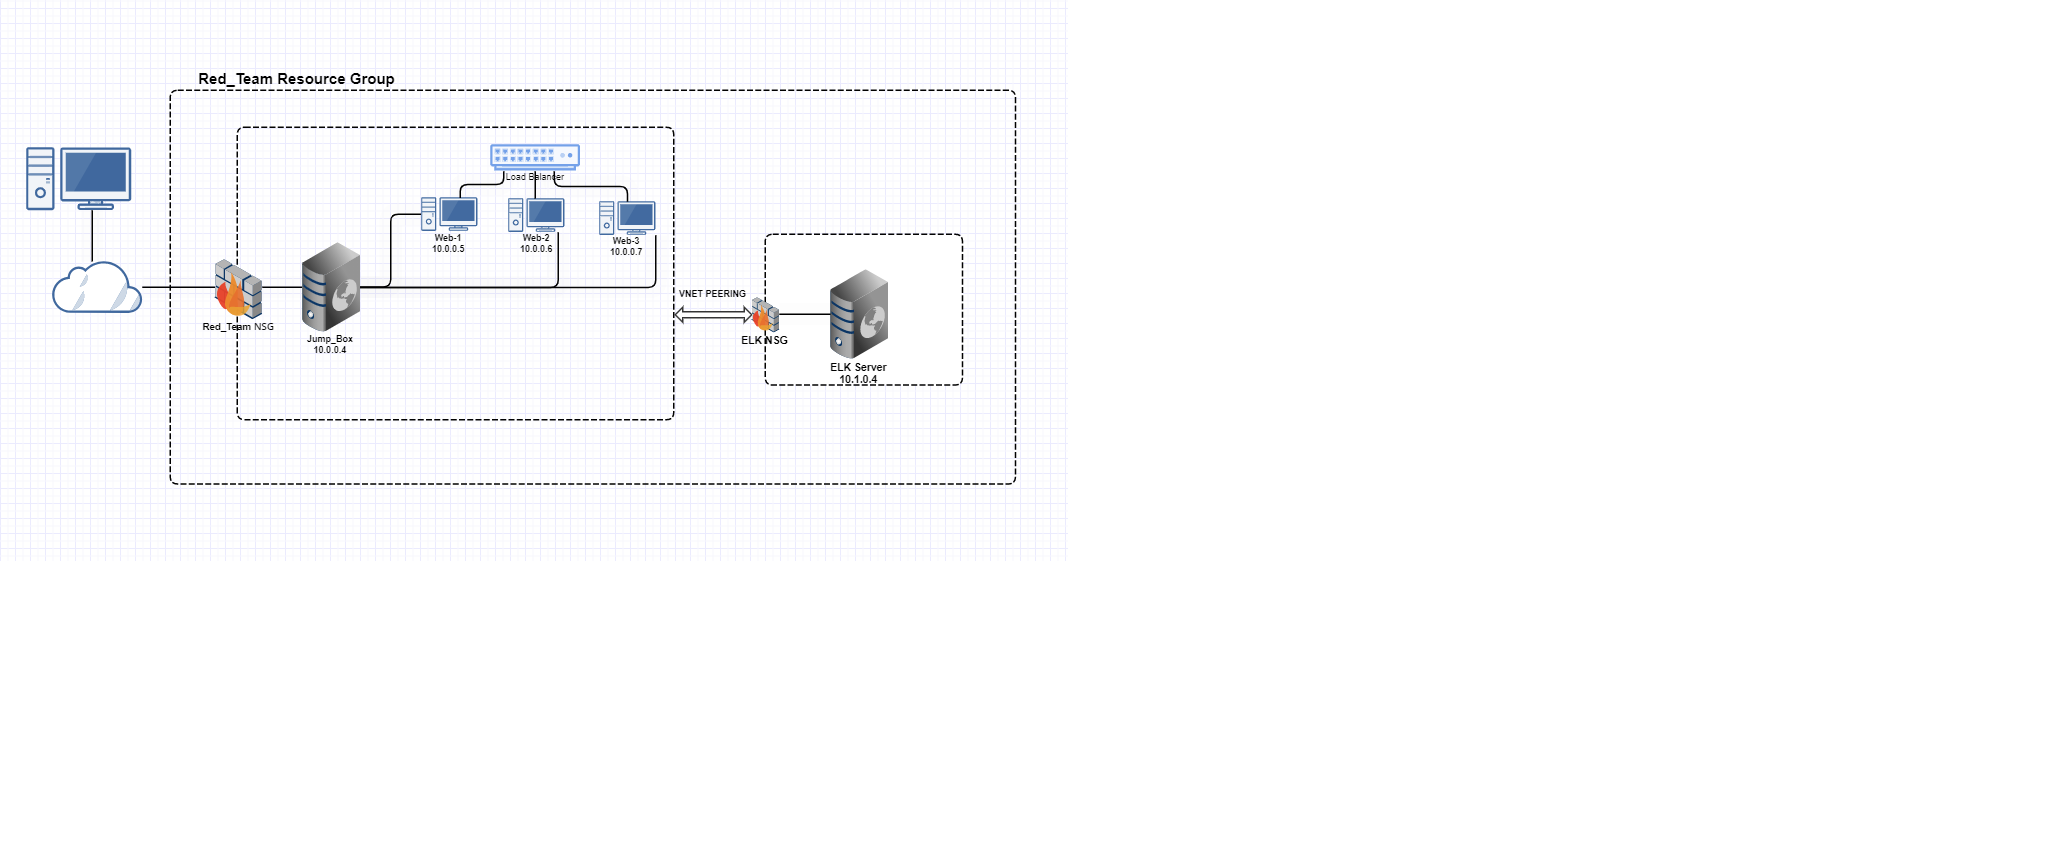 Red_Team Resource Group
Load Balancer
Web-1
10.0.0.5
Web-2
10.0.0.6
Web-3
10.0.0.7
Red_Team NSG
Jump_Box
10.0.0.4
VNET PEERING
ELK NSG
ELK Server
10.1.0.4